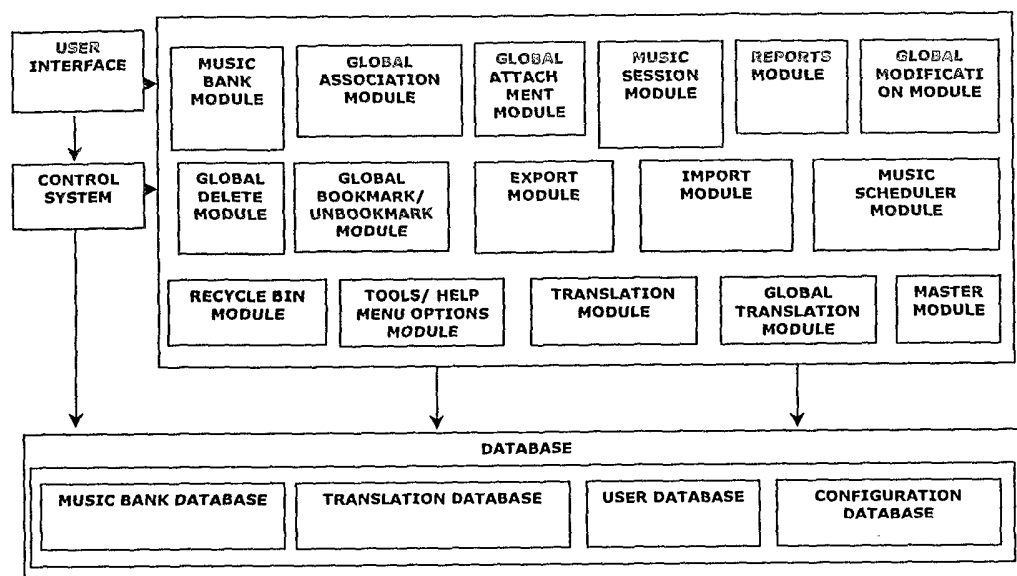 USER
INTERFACE
MUSIC
BANK
MODULE
GLOBAL
ASSOCIATION
MODULE
GLOBAL
ATTACH
MENT
MODULE
MUSIC
SESSION
MODULE
REPORTS
MODULE
GLOBAL
MODIFICATI
ON MODULE
CONTROL
SYSTEM
GLOBAL
DELETE
MODULE
GLOBAL
BOOKMARK/
UNBOOKMARK
MODULE
EXPORT
MODULE
IMPORT
MODULE
MUSIC
SCHEDULER
MODULE
RECYCLE BIN
MODULE
TOOLS/ HELP
MENU OPTIONS
MODULE
TRANSLATION
MODULE
GLOBAL
TRANSLATION
MODULE
MASTER
MODULE
DATABASE
MUSIC BANK DATABASE
TRANSLATION DATABASE
USER DATABASE
CONFIGURATION
DATABASE